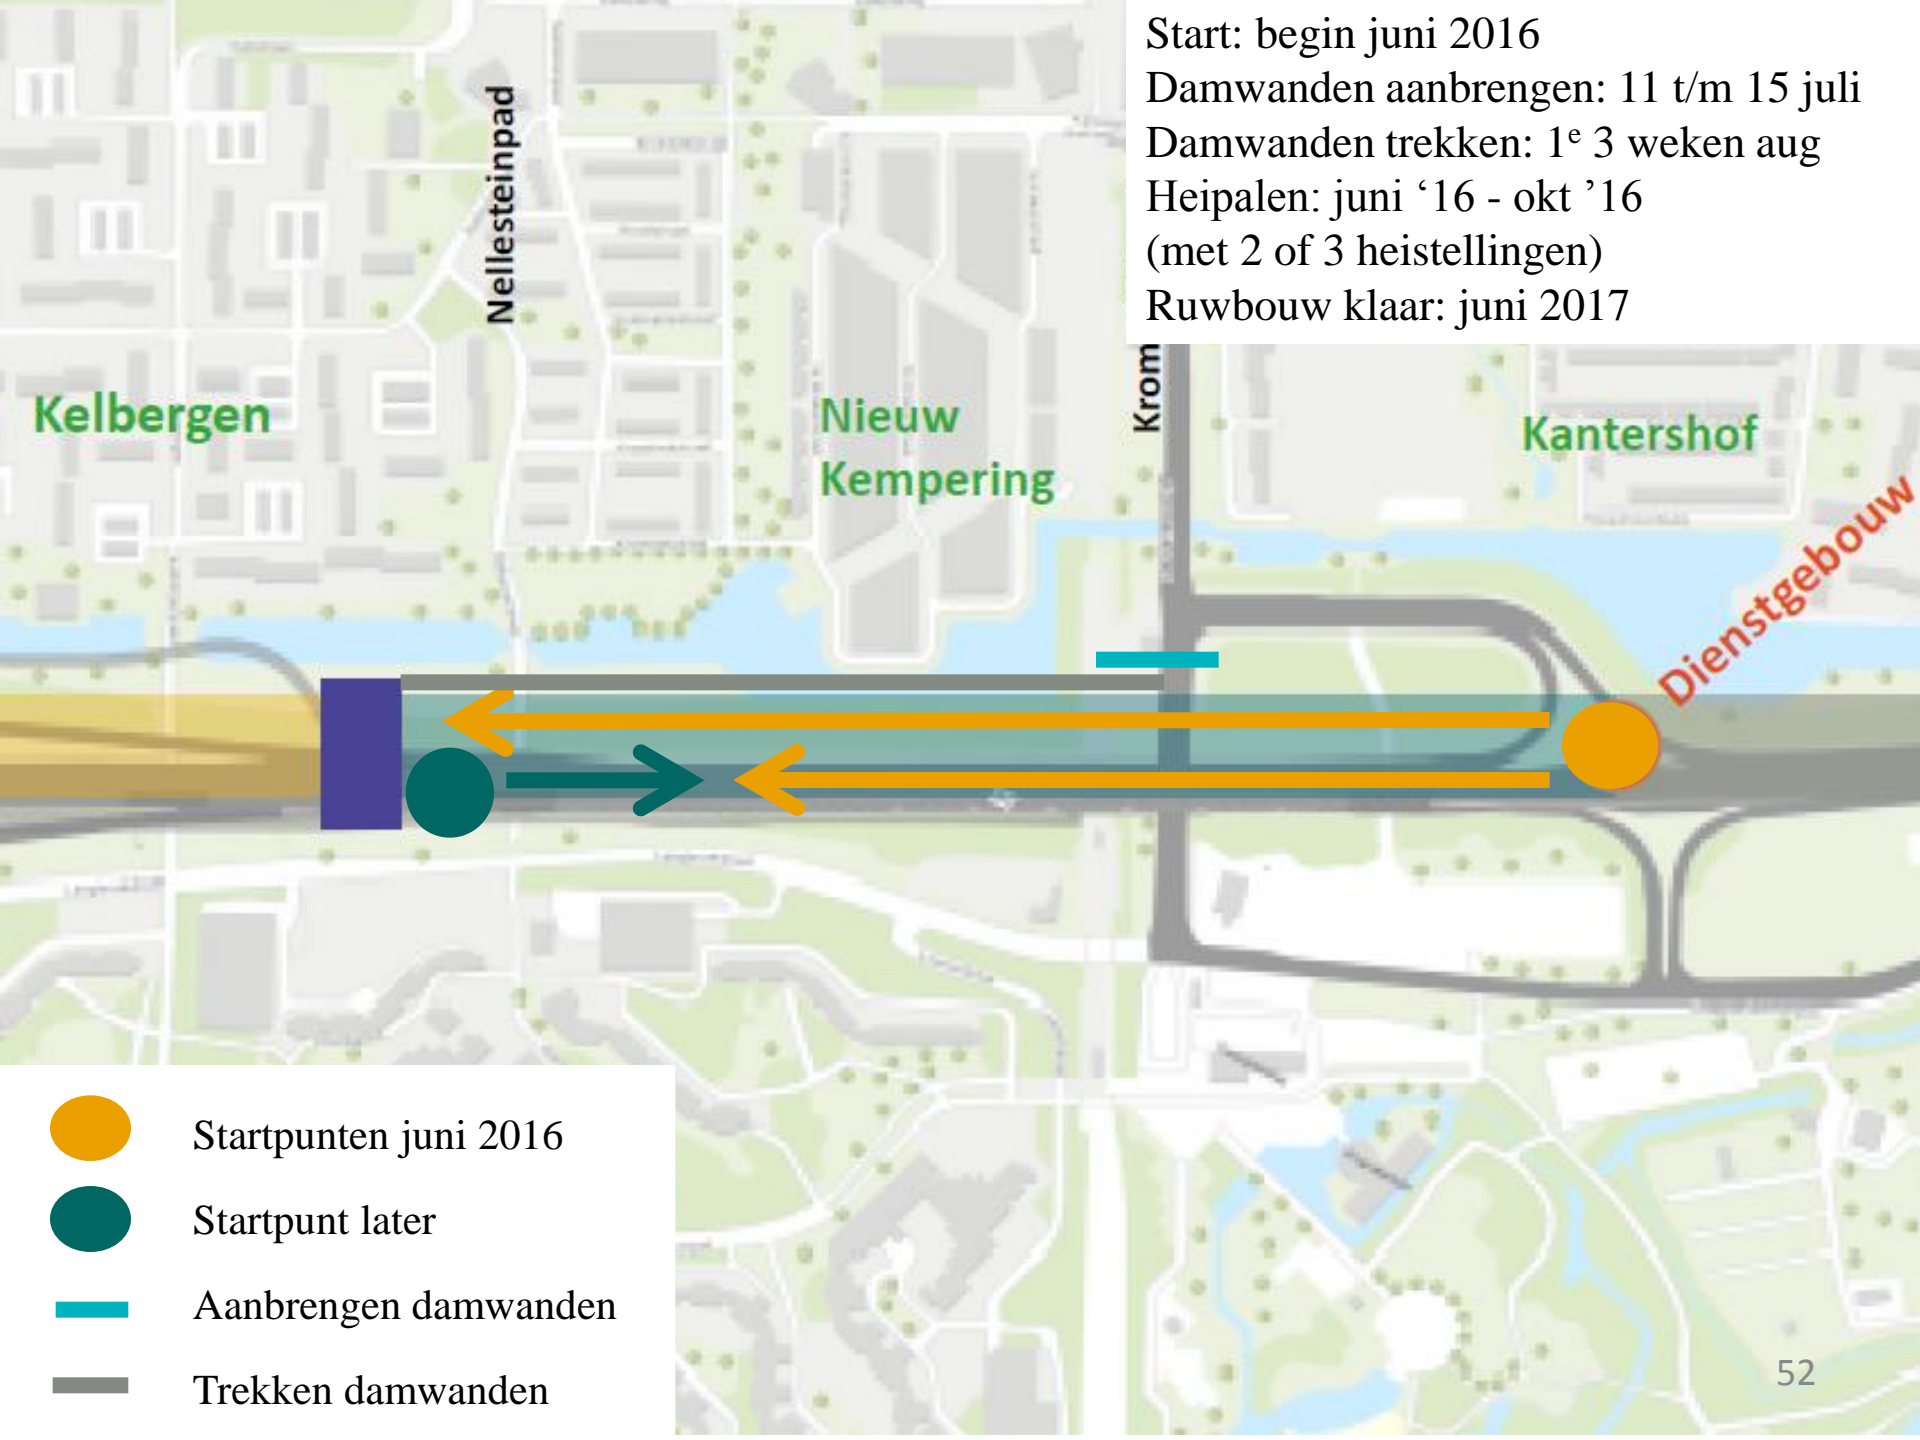 Start: begin juni 2016
Damwanden aanbrengen: 11 t/m 15 juli
Damwanden trekken: 1e 3 weken aug
Heipalen: juni ‘16 - okt ’16
(met 2 of 3 heistellingen)
Ruwbouw klaar: juni 2017
Nellesteinpad
Krom
Kelbergen
Nieuw
Kempering
Kantershof
Dienstgebouw
Startpunten juni 2016
Startpunt later
Aanbrengen damwanden
Trekken damwanden
52